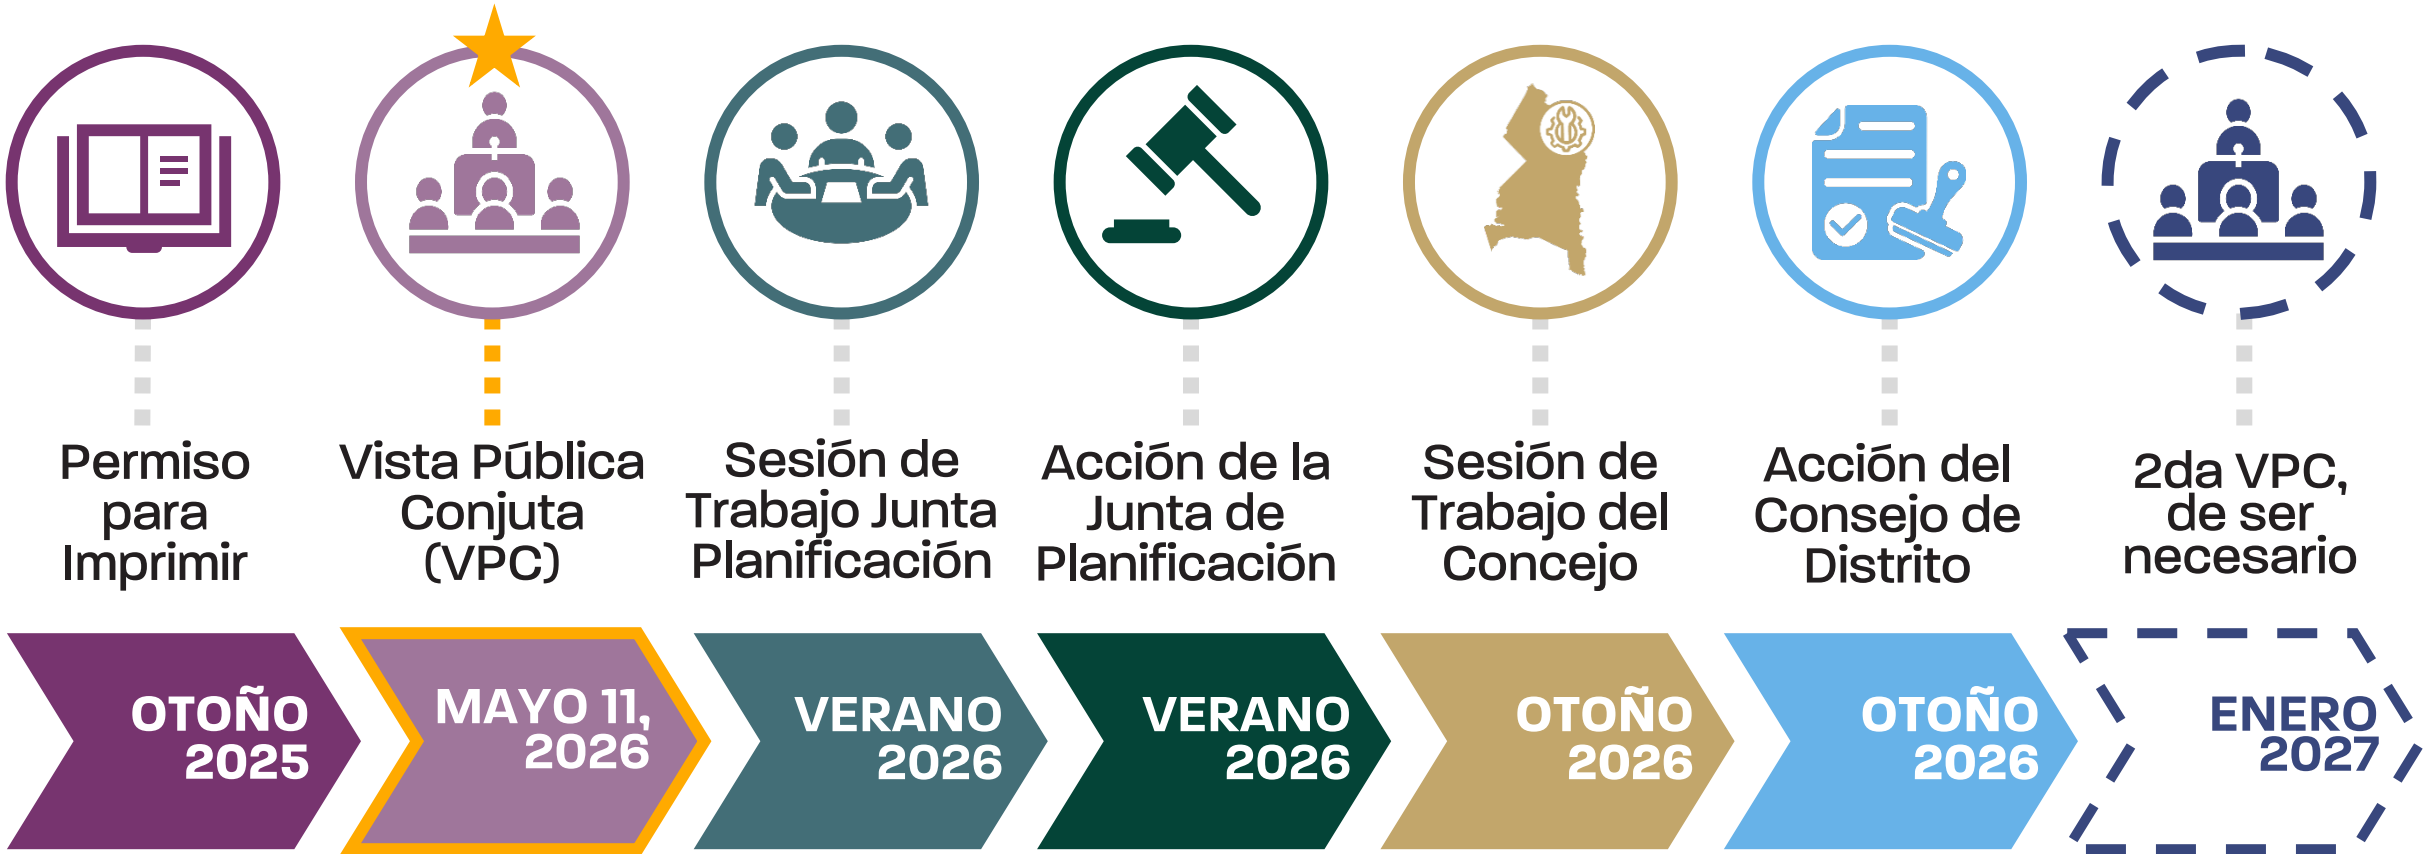 Permiso
para
Imprimir
Vista Pública
Conjuta
(VPC)
Sesión de
Trabajo Junta
Planificación
Acción de la
Junta de
Planificación
Sesión de
Trabajo del
Concejo
Acción del
Consejo de
Distrito
2da VPC,
de ser
necesario
OTOÑO
2025
MAYO 11,
2026
VERANO
2026
VERANO
2026
OTOÑO
2026
OTOÑO
2026
ENERO
2027